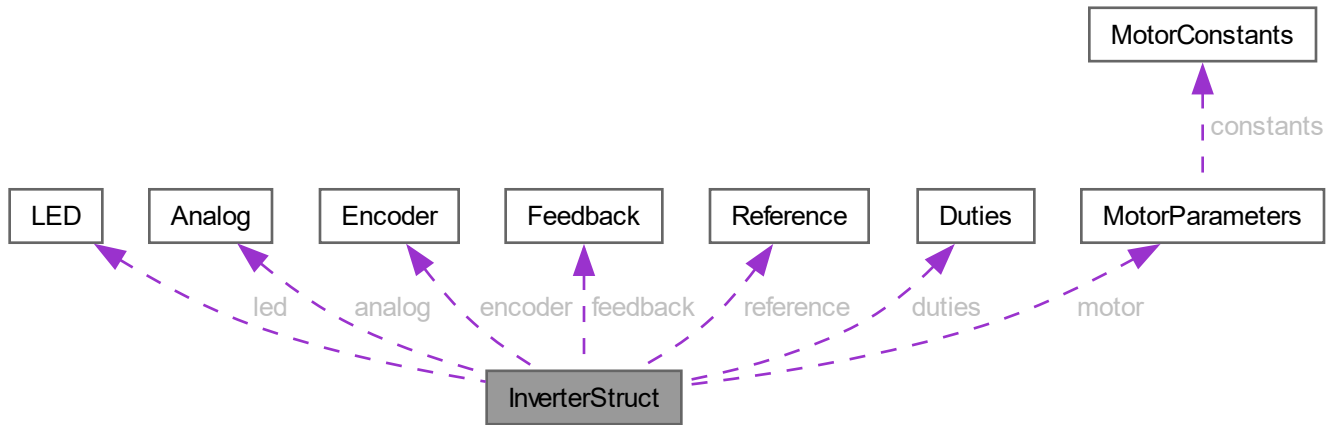 MotorConstants
constants
LED
Analog
Encoder
Feedback
Reference
Duties
MotorParameters
led
analog
encoder
feedback
reference
duties
motor
InverterStruct